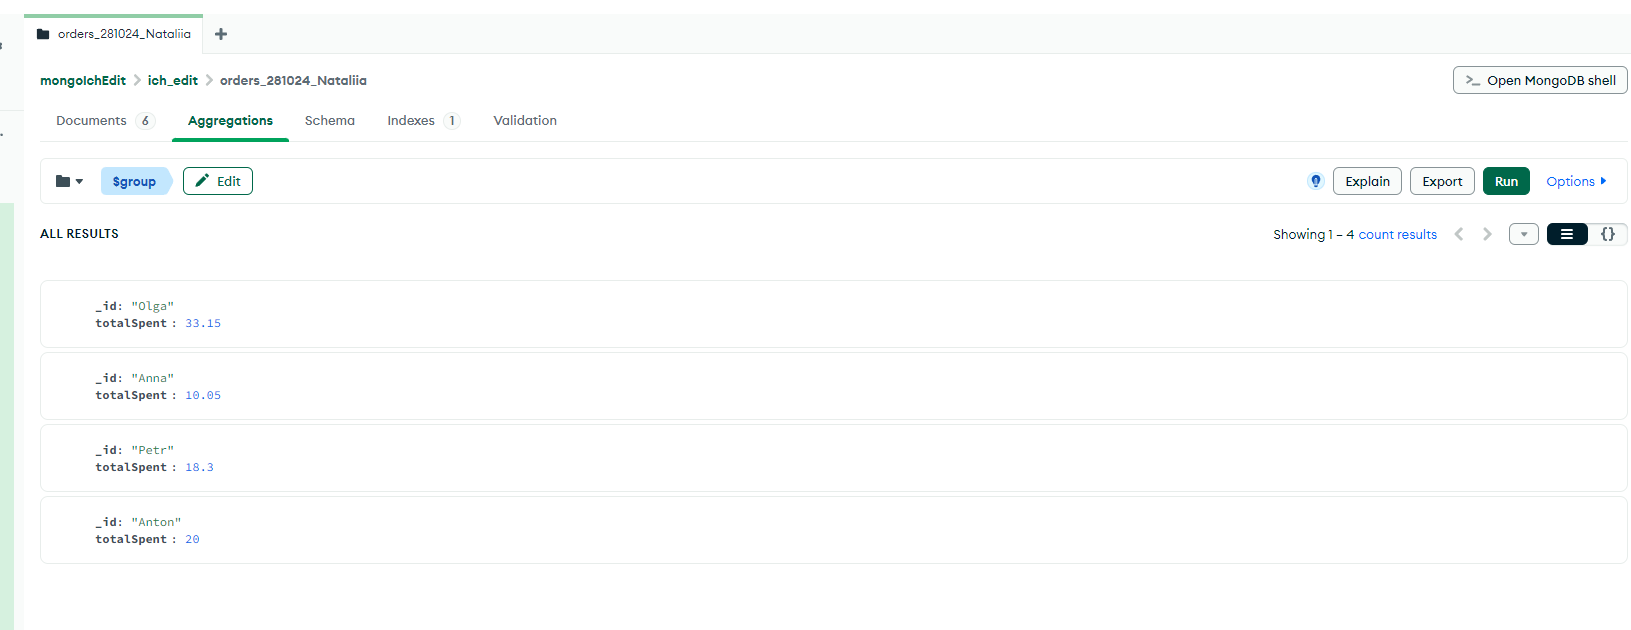 orders_281024_Nataliia
mongoIchEdit > ich_edit > orders_281024_Nataliia
>_ Open MongoDB shell
Documents 6 Aggregations Schema Indexes 1 Validation
$group Edit Explain Export Run Options
ALL RESULTS
Showing 1 – 4 count results {}
_id: "Olga"
totalSpent : 33.15
_id: "Anna"
totalSpent : 10.05
_id: "Petr"
totalSpent : 18.3
_id: "Anton"
totalSpent : 20